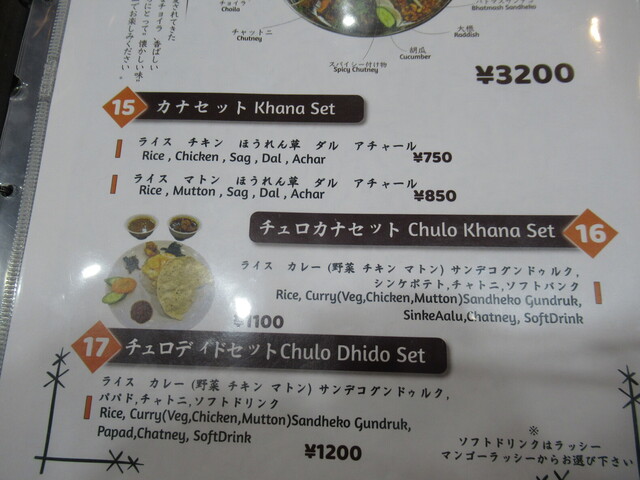 チョイラ
Choila
チャットニ
Chutney
スパイシー付け物
Spicy Chutney
胡瓜
Cucumber
大根
Raddish
Bhatmash Sandheko
¥3200
15 カナセット Khana Set
ライス チキン ほうれん草 ダル アチャール
Rice , Chicken , Sag , Dal , Achar ¥750
ライス マトン ほうれん草 ダル アチャール
Rice , Mutton , Sag , Dal , Achar ¥850
チュロカナセット Chulo Khana Set 16
ライス カレー (野菜 チキン マトン) サンデコグンドゥルク,
シンケポテト,チャトニ,ソフトバンク
Rice, Curry(Veg,Chicken,Mutton)Sandheko Gundruk,
SinkeAalu,Chatney, SoftDrink
¥1100
17 チュロディドセットChulo Dhido Set
ライス カレー (野菜 チキン マトン) サンデコグンドゥルク,
パパド,チャトニ,ソフトドリンク
Rice, Curry(Veg,Chicken,Mutton)Sandheko Gundruk,
Papad,Chatney, SoftDrink
¥1200
※
ソフトドリンクはラッシー
マンゴーラッシーからお選び下さい